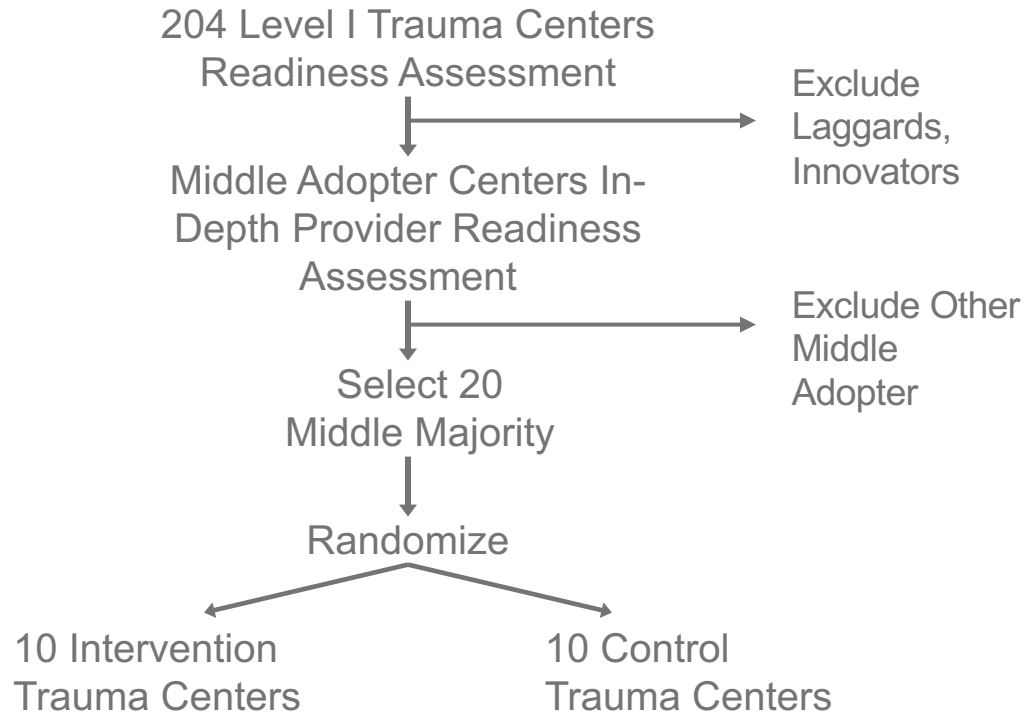 204 Level I Trauma Centers
Readiness Assessment
Exclude
Laggards,
Innovators
Middle Adopter Centers In-
Depth Provider Readiness
Assessment
Exclude Other
Middle
Adopter
Select 20
Middle Majority
Randomize
10 Intervention
Trauma Centers
10 Control
Trauma Centers